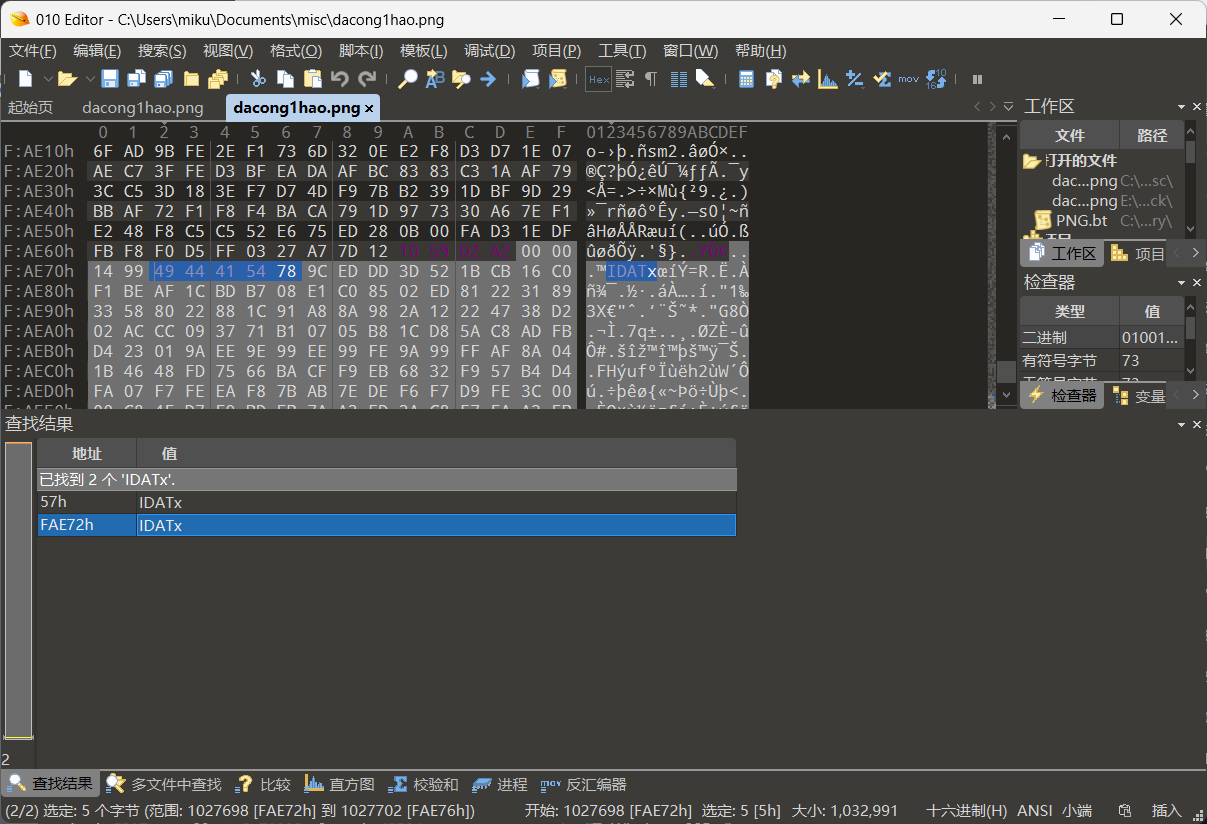 010 Editor - C:\Users\miku\Documents\misc\dacong1hao.png
文件(F) 编辑(E) 搜索(S) 视图(V) 格式(O) 脚本(I) 模板(L) 调试(D) 项目(P) 工具(T) 窗口(W) 帮助(H)
Hex mov
起始页 dacong1hao.png dacong1hao.png × 工作区
0 1 2 3 4 5 6 7 8 9 A B C D E F 0123456789ABCDEF
F:AE10h 6F AD 9B FE 2E F1 73 6D 32 0E E2 F8 D3 D7 1E 07 o-›þ.ñsm2.âøÓ×..
F:AE20h AE C7 3F FE D3 BF EA DA AF BC 83 83 C3 1A AF 79 ®Ç?þÓ¿êÚ¯¼ƒƒÃ.¯y
F:AE30h 3C C5 3D 18 3E F7 D7 4D F9 7B B2 39 1D BF 9D 29 <Å=.>÷×Mù{²9.¿.)
F:AE40h BB AF 72 F1 F8 F4 BA CA 79 1D 97 73 30 A6 7E F1 »¯rñøôºÊy.—s0¦~ñ
F:AE50h E2 48 F8 C5 C5 52 E6 75 ED 28 0B 00 FA D3 1E DF âHøÅÅRæuí(..úÓ.ß
F:AE60h FB F8 F0 D5 FF 03 27 A7 7D 12 00 00 ûøðÕÿ.'§}.
F:AE70h 14 99 49 44 41 54 78 9C ED DD 3D 52 1B CB 16 C0 .™IDATxœíÝ=R.Ë.À
F:AE80h F1 BE AF 1C BD B7 08 E1 C0 85 02 ED 81 22 31 89 ñ¾¯.½·.áÀ….í."1‰
F:AE90h 33 58 80 22 88 1C 91 A8 8A 98 2A 12 22 47 38 D2 3X€"ˆ.‘¨Š˜*."G8Ò
F:AEA0h 02 AC CC 09 37 71 B1 07 05 B8 1C D8 5A C8 AD FB .¬Ì.7q±..¸.ØZÈ-û
F:AEB0h D4 23 01 9A EE 9E 99 EE 99 FE 9A 99 FF AF 8A 04 Ô#.šîž™î™þš™ÿ¯Š.
F:AEC0h 1B 46 48 FD 75 66 BA CF F9 EB 68 32 F9 57 B4 D4 .FHýufºÏùëh2ùW´Ô
F:AED0h FA 07 F7 FE EA F8 7B AB 7E DE F6 F7 D9 FE 3C 00 ú.÷þêø{«~Þö÷Ùþ<.
文件 路径
打开的文件
dac...png C:\...sc\
dac...png E:\...ck\
PNG.bt C:\...ry\
工作区 项目
检查器
类型 值
二进制 01001...
有符号字节 73
检查器 变量
查找结果
地址 值
已找到 2 个 'IDATx'.
57h IDATx
FAE72h IDATx
2
查找结果 多文件中查找 比较 直方图 校验和 进程 反汇编器
(2/2) 选定: 5 个字节 (范围: 1027698 [FAE72h] 到 1027702 [FAE76h]) 开始: 1027698 [FAE72h] 选定: 5 [5h] 大小: 1,032,991 十六进制(H) ANSI 小端 插入